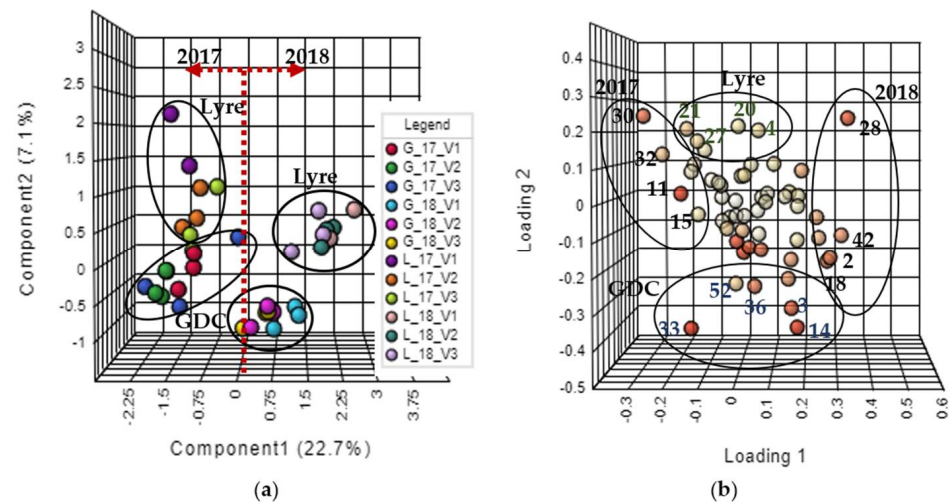 2017 2018
Lyre
Lyre
GDC
3
2.5
2
1.5
1
0.5
0
-0.5
-1
Component2 (7.1%)
-2.25 -1.5 -0.75 0 0.75 1.5 2.25 3
Component1 (22.7%)
Legend
G_17_V1
G_17_V2
G_17_V3
G_18_V1
G_18_V2
G_18_V3
L_17_V1
L_17_V2
L_17_V3
L_18_V1
L_18_V2
L_18_V3
(a)
0.4
0.3
0.2
0.1
0
-0.1
-0.2
-0.3
-0.4
-0.5
Loading 2
2017 Lyre 2018
30 21 20 4 28
27
32
11
15
42
2
18
GDC
52 36 3
33 14
-0.3 -0.2 -0.1 0 0.1 0.2 0.3 0.4 0.5 0.6
Loading 1
(b)